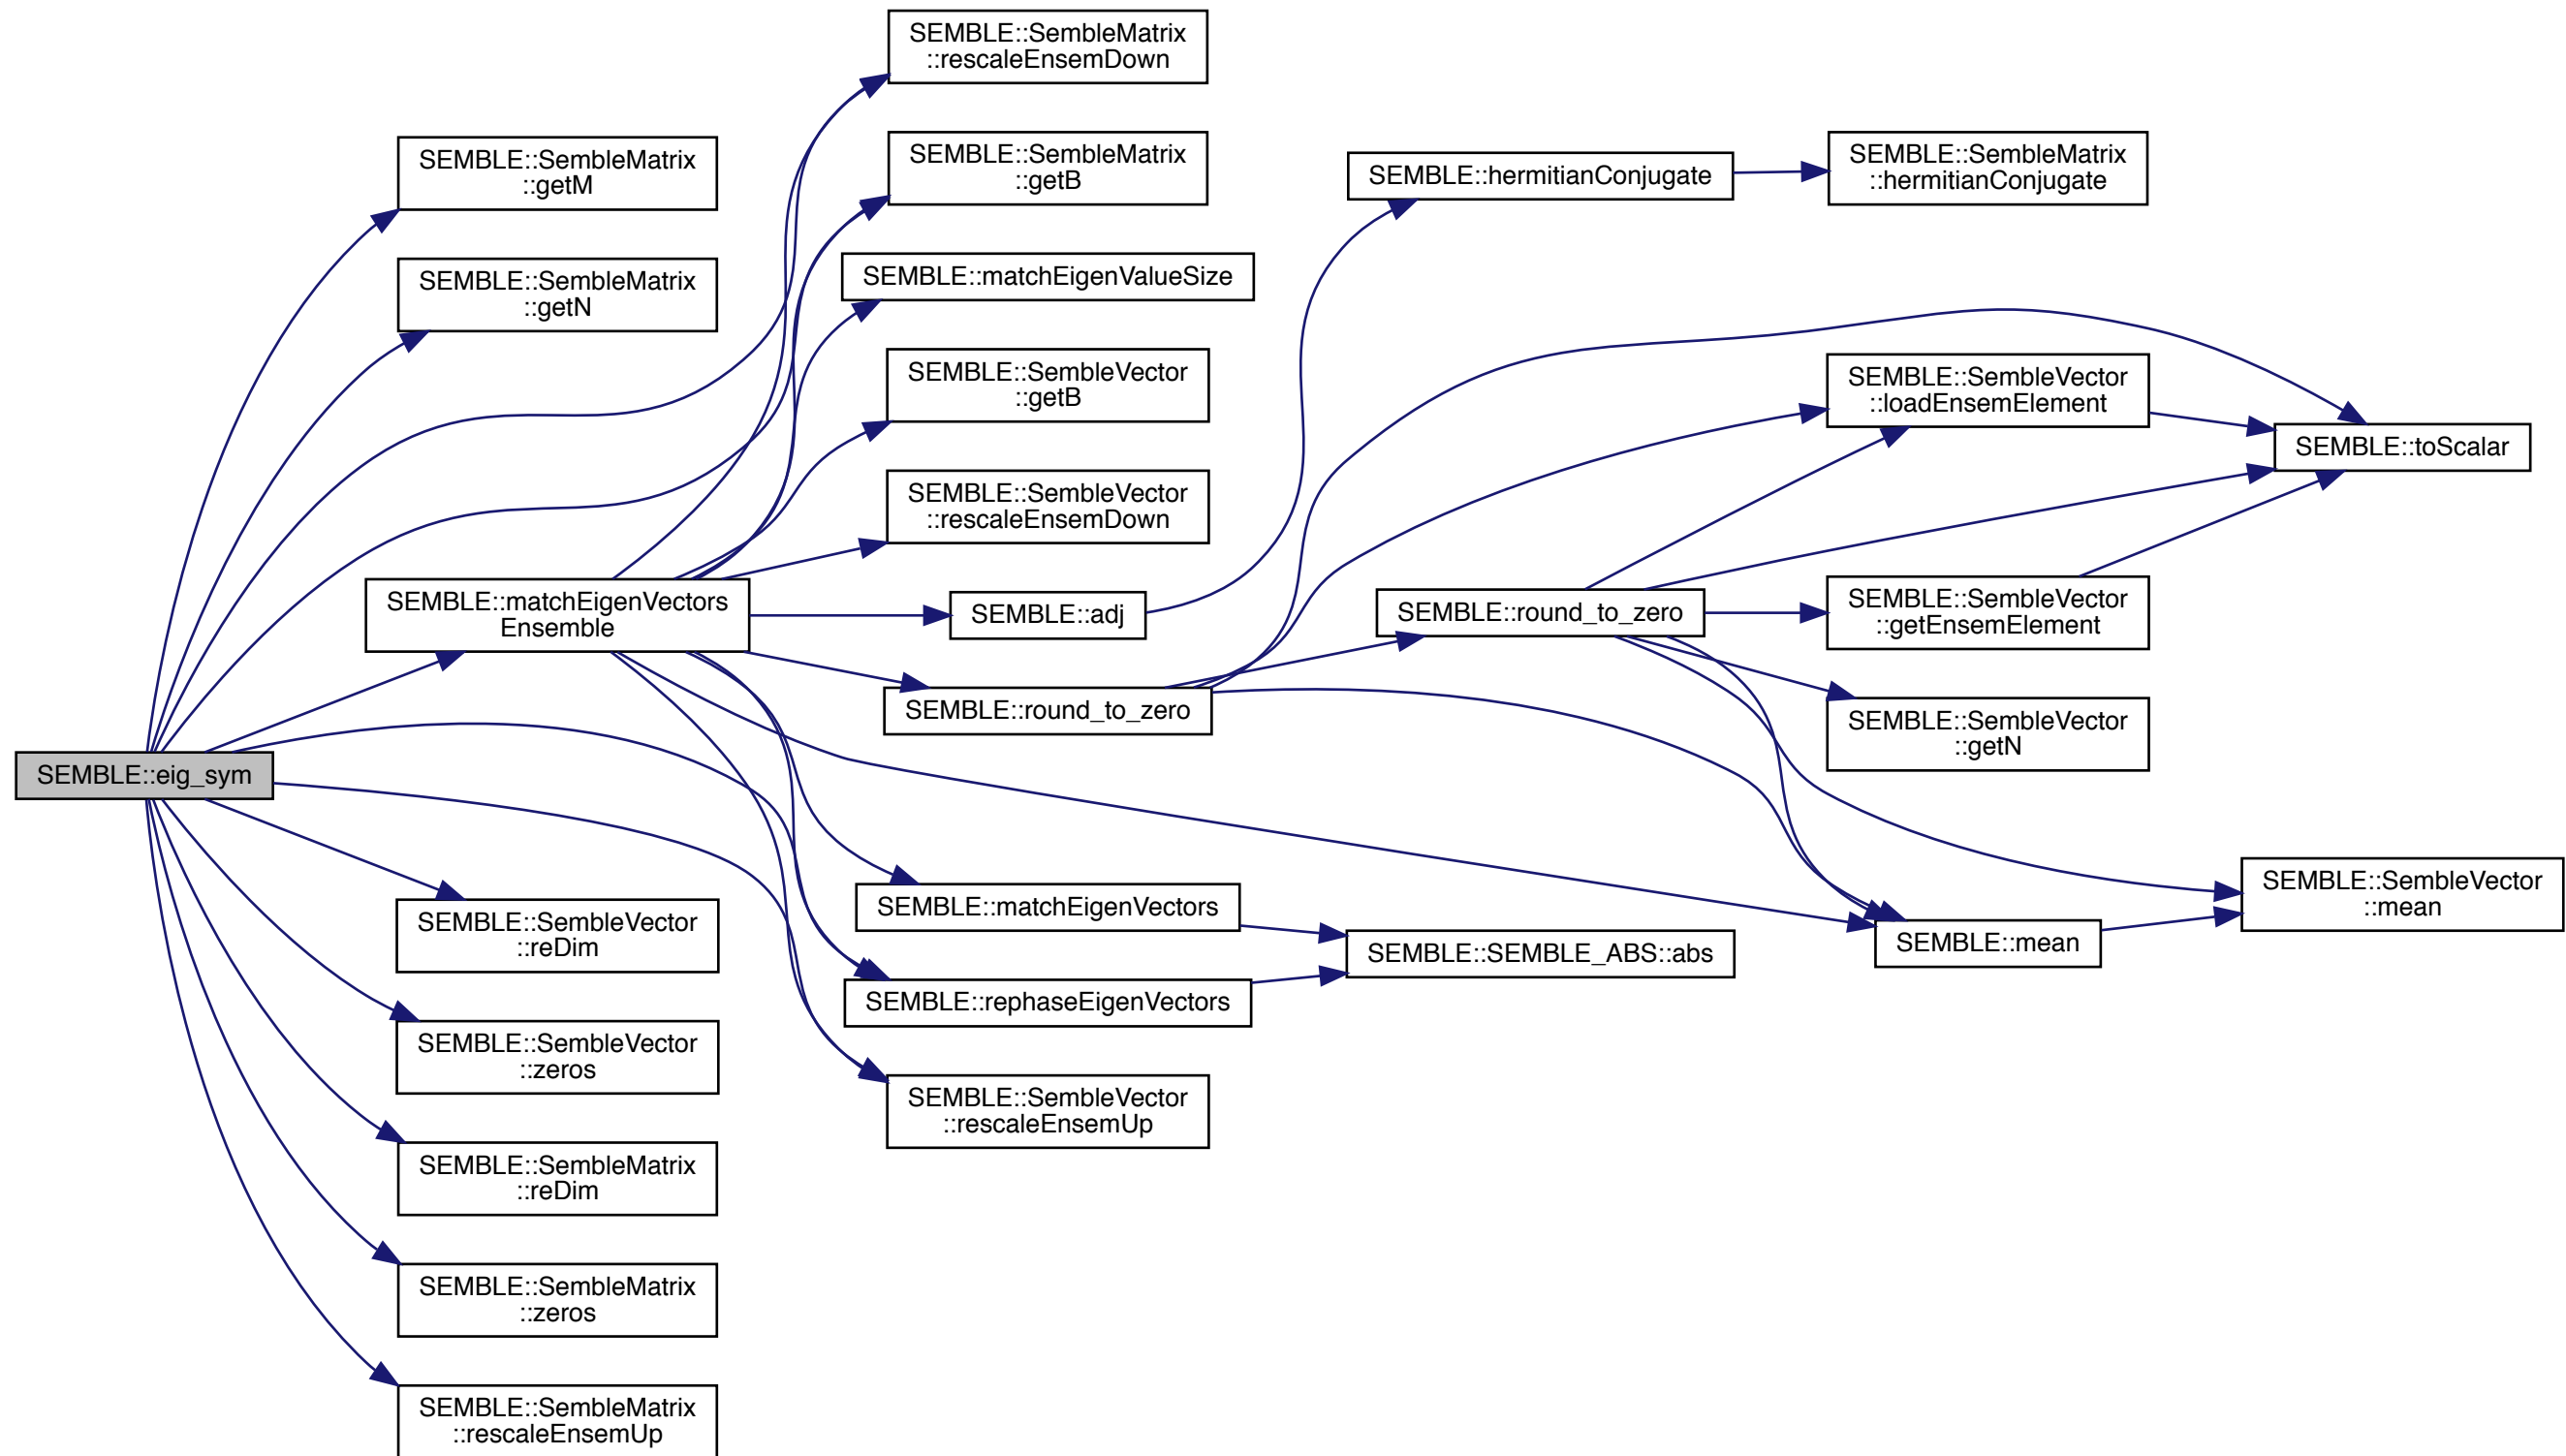 SEMBLE::eig_sym
SEMBLE::SembleMatrix
::getM
SEMBLE::SembleMatrix
::getN
SEMBLE::matchEigenVectors
Ensemble
SEMBLE::SembleVector
::reDim
SEMBLE::SembleVector
::zeros
SEMBLE::SembleMatrix
::reDim
SEMBLE::SembleMatrix
::zeros
SEMBLE::SembleMatrix
::rescaleEnsemUp
SEMBLE::SembleMatrix
::rescaleEnsemDown
SEMBLE::SembleMatrix
::getB
SEMBLE::matchEigenValueSize
SEMBLE::SembleVector
::getB
SEMBLE::SembleVector
::rescaleEnsemDown
SEMBLE::adj
SEMBLE::round_to_zero
SEMBLE::matchEigenVectors
SEMBLE::rephaseEigenVectors
SEMBLE::SembleVector
::rescaleEnsemUp
SEMBLE::hermitianConjugate
SEMBLE::round_to_zero
SEMBLE::SEMBLE_ABS::abs
SEMBLE::SembleMatrix
::hermitianConjugate
SEMBLE::SembleVector
::loadEnsemElement
SEMBLE::SembleVector
::getEnsemElement
SEMBLE::SembleVector
::getN
SEMBLE::mean
SEMBLE::toScalar
SEMBLE::SembleVector
::mean